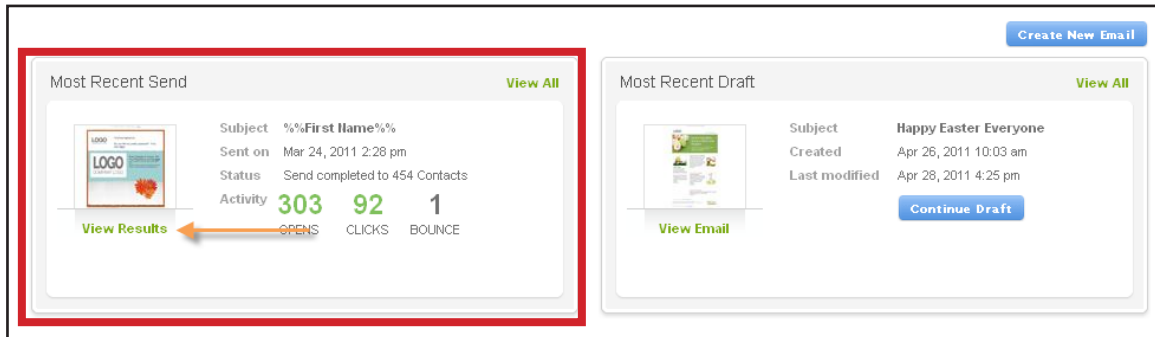 Create New Email
Most Recent Send View All
LOGO
LOGO
Subject %%First Name%%
Sent on Mar 24, 2011 2:28 pm
Status Send completed to 454 Contacts
Activity 303 92 1
OPENS CLICKS BOUNCE
View Results
Most Recent Draft View All
Subject Happy Easter Everyone
Created Apr 26, 2011 10:03 am
Last modified Apr 28, 2011 4:25 pm
Continue Draft
View Email